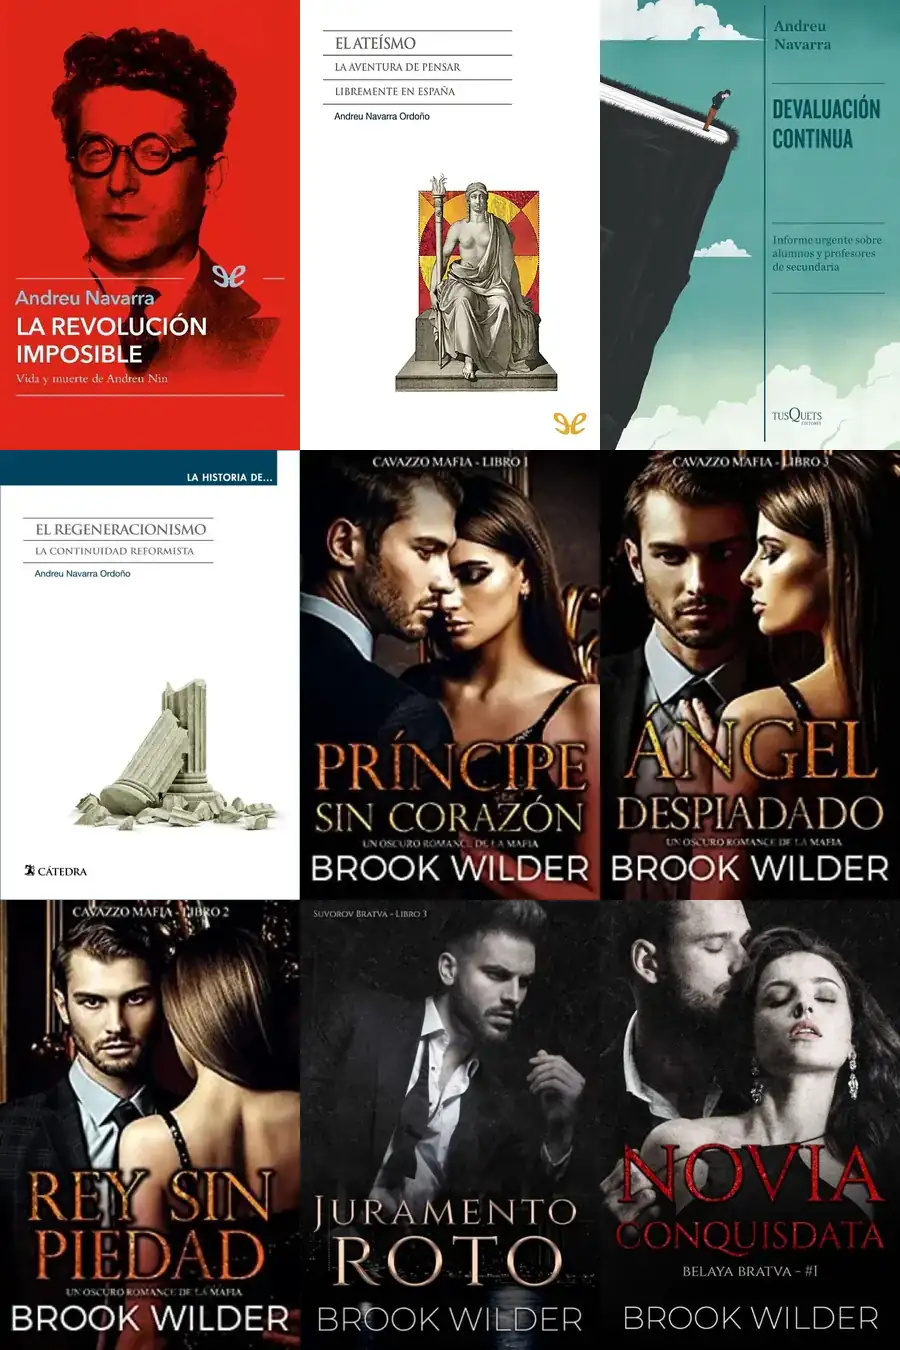 Andreu Navarra
LA REVOLUCIÓN
IMPOSIBLE
Vida y muerte de Andreu Nin
EL ATEÍSMO
LA AVENTURA DE PENSAR
LIBREMENTE EN ESPAÑA
Andreu Navarra Ordoño
Andreu
Navarra
DEVALUACIÓN
CONTINUA
Informe urgente sobre
alumnos y profesores
de secundaria
TUSQUETS
EDITORES
LA HISTORIA DE...
EL REGENERACIONISMO
LA CONTINUIDAD REFORMISTA
Andreu Navarra Ordoño
CÁTEDRA
CAVAZZO MAFIA - LIBRO 1
PRÍNCIPE
SIN CORAZÓN
UN OSCURO ROMANCE DE LA MAFIA
BROOK WILDER
CAVAZZO MAFIA - LIBRO 3
ÁNGEL
DESPIADADO
UN OSCURO ROMANCE DE LA MAFIA
BROOK WILDER
CAVAZZO MAFIA - LIBRO 2
REY SIN
PIEDAD
UN OSCURO ROMANCE DE LA MAFIA
BROOK WILDER
SUVOROV BRATVA - LIBRO 3
JURAMENTO
ROTO
BROOK WILDER
NOVIA
CONQUISDATA
BELAYA BRATVA - #1
BROOK WILDER